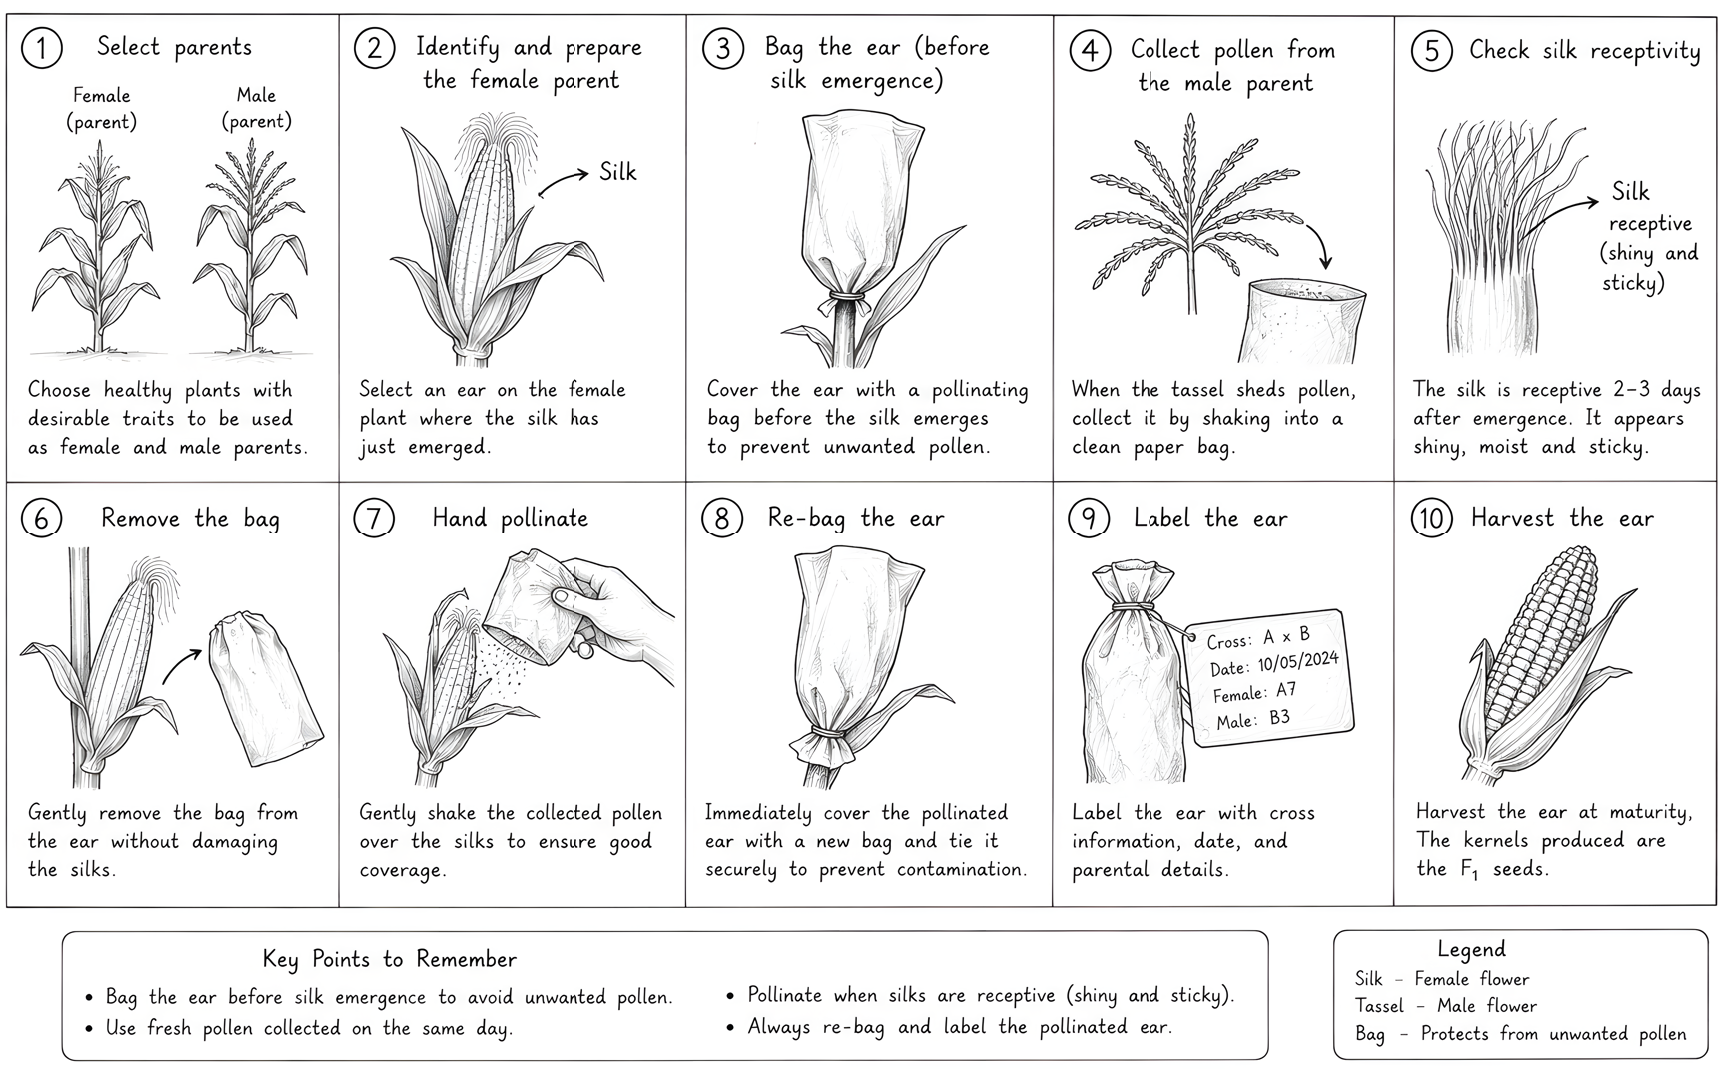 1 Select parents
Female
(parent)
Male
(parent)
Choose healthy plants with
desirable traits to be used
as female and male parents.
2 Identify and prepare
the female parent
Silk
Select an ear on the female
plant where the silk has
just emerged.
3 Bag the ear (before
silk emergence)
Cover the ear with a pollinating
bag before the silk emerges
to prevent unwanted pollen.
4 Collect pollen from
the male parent
When the tassel sheds pollen,
collect it by shaking into a
clean paper bag.
5 Check silk receptivity
Silk
receptive
(shiny and
sticky)
The silk is receptive 2–3 days
after emergence. It appears
shiny, moist and sticky.
6 Remove the bag
Gently remove the bag from
the ear without damaging
the silks.
7 Hand pollinate
Gently shake the collected pollen
over the silks to ensure good
coverage.
8 Re-bag the ear
Immediately cover the pollinated
ear with a new bag and tie it
securely to prevent contamination.
9 Label the ear
Cross: A x B
Date: 10/05/2024
Female: A7
Male: B3
Label the ear with cross
information, date, and
parental details.
10 Harvest the ear
Harvest the ear at maturity,
The kernels produced are
the F₁ seeds.
Key Points to Remember
• Bag the ear before silk emergence to avoid unwanted pollen.
• Use fresh pollen collected on the same day.
• Pollinate when silks are receptive (shiny and sticky).
• Always re-bag and label the pollinated ear.
Legend
Silk – Female flower
Tassel – Male flower
Bag – Protects from unwanted pollen